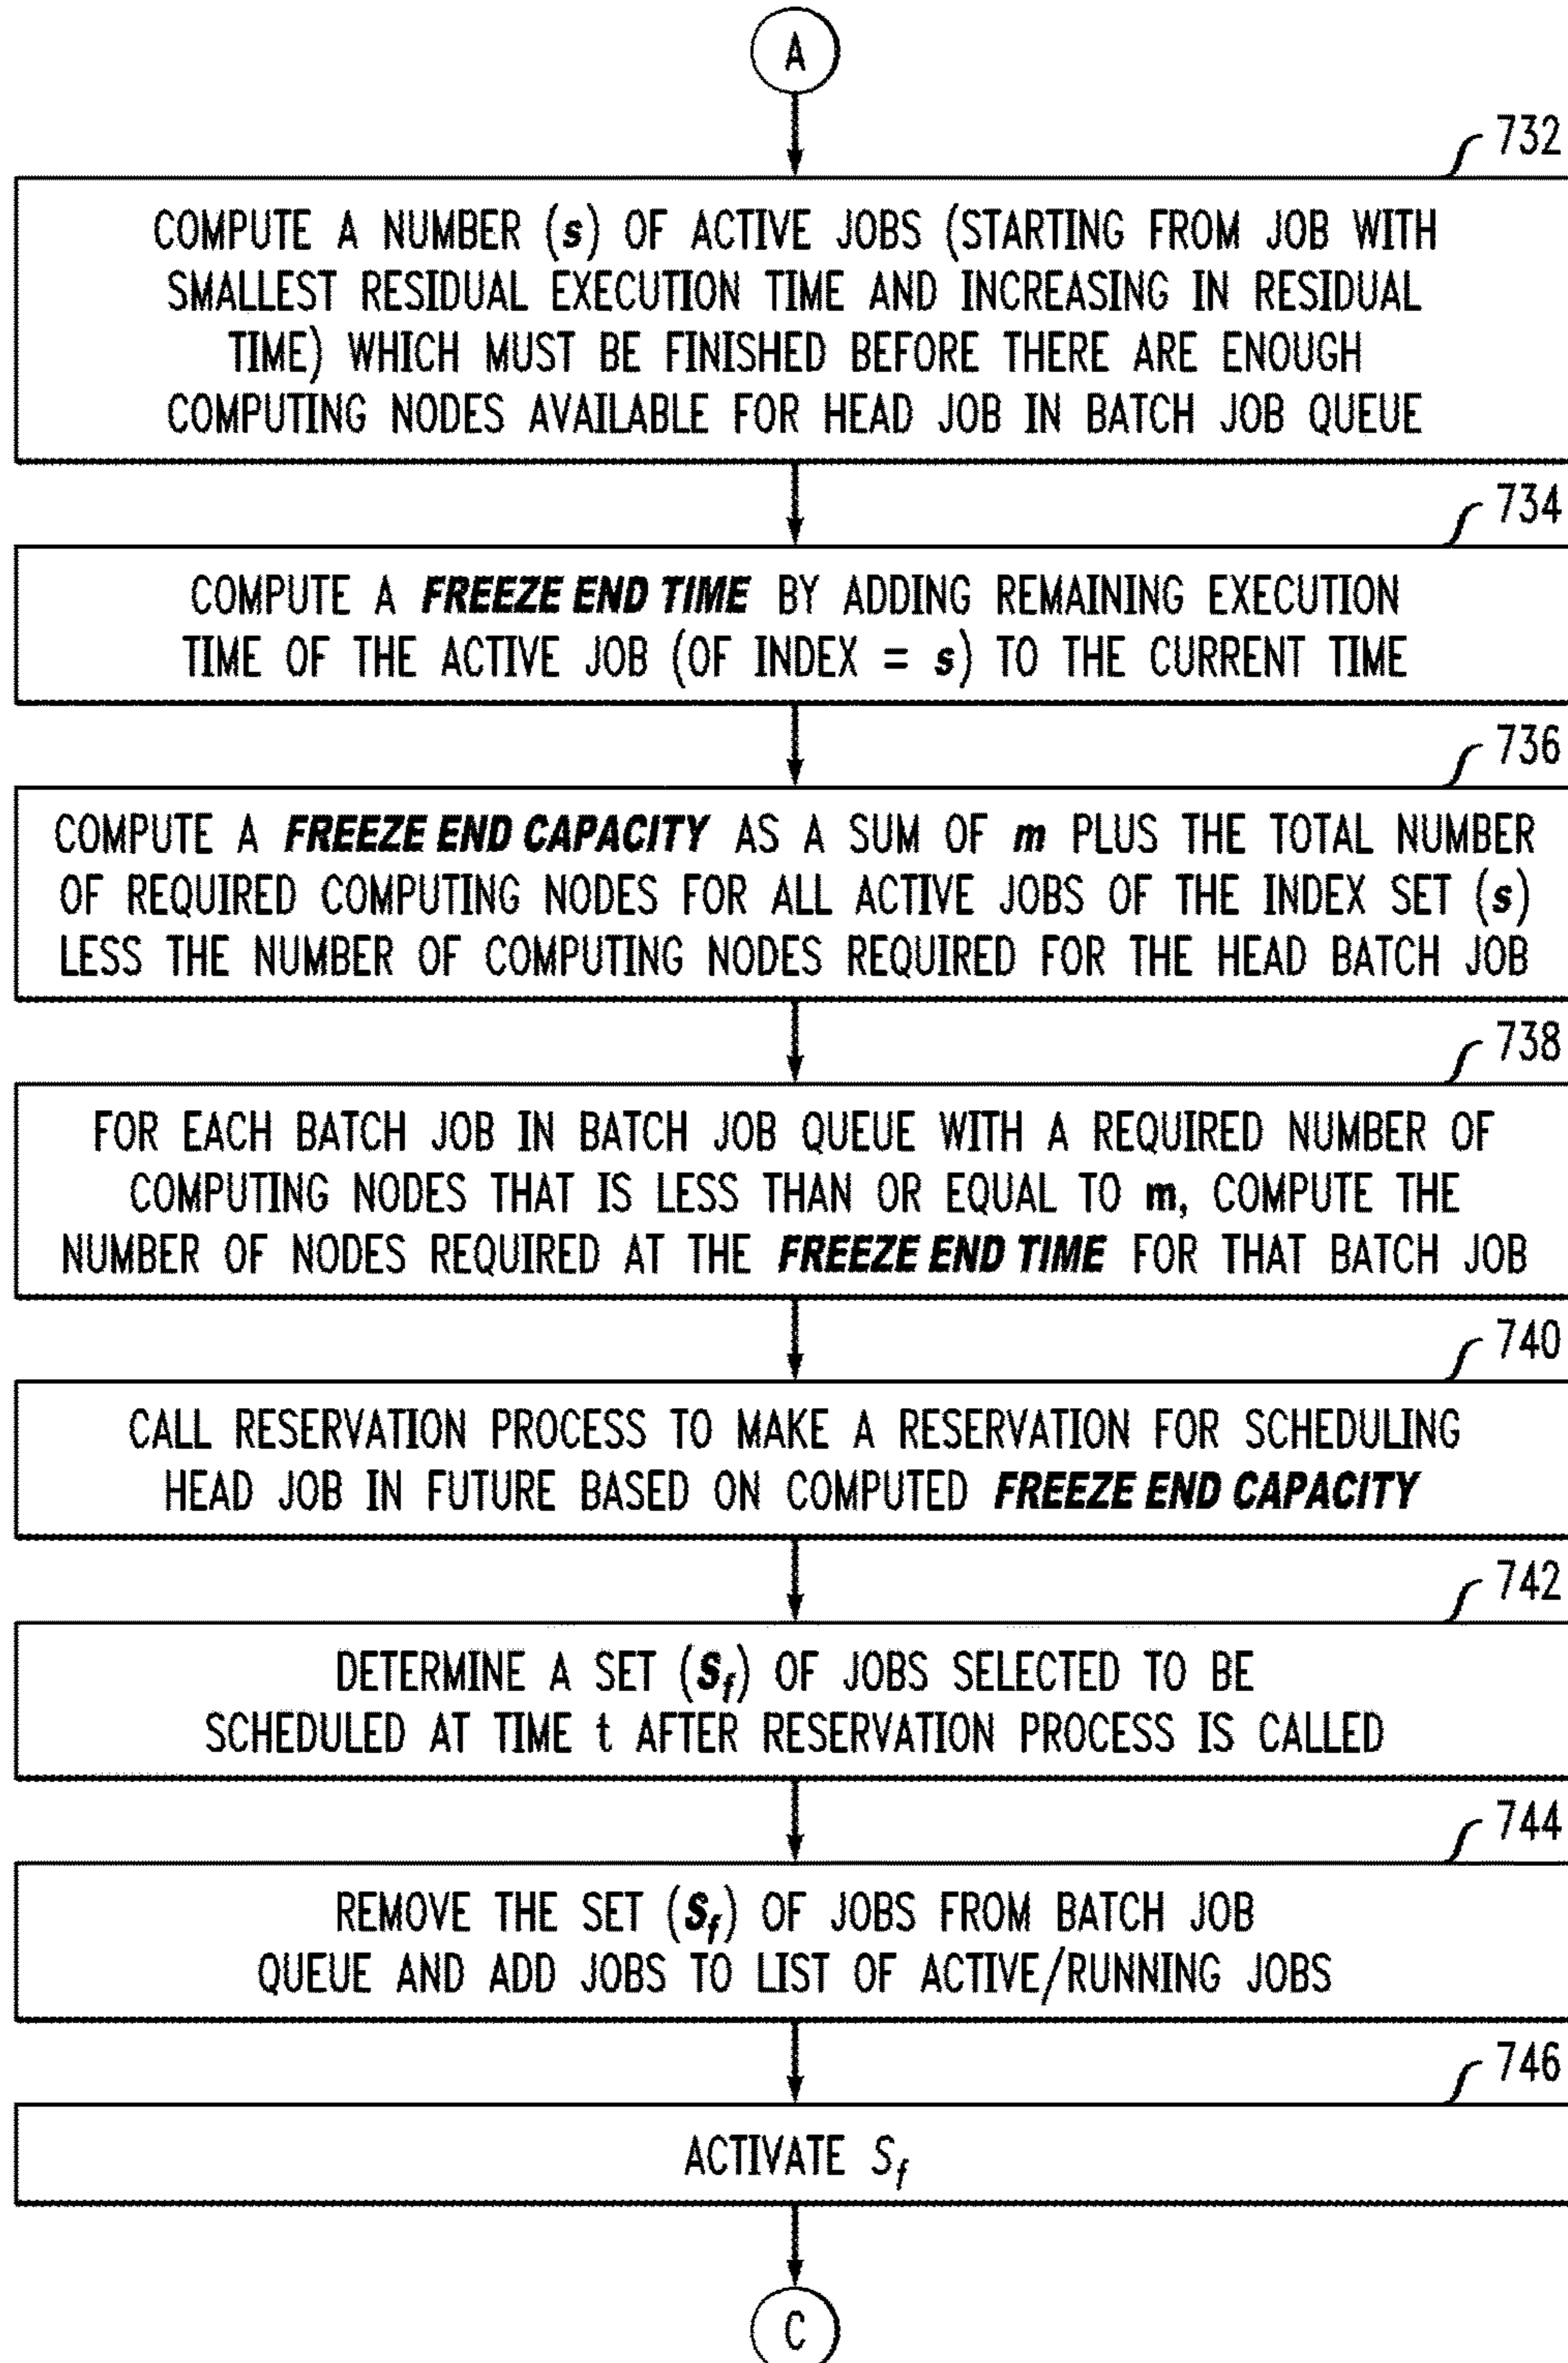 A
732
COMPUTE A NUMBER (s) OF ACTIVE JOBS (STARTING FROM JOB WITH
SMALLEST RESIDUAL EXECUTION TIME AND INCREASING IN RESIDUAL
TIME) WHICH MUST BE FINISHED BEFORE THERE ARE ENOUGH
COMPUTING NODES AVAILABLE FOR HEAD JOB IN BATCH JOB QUEUE
734
COMPUTE A FREEZE END TIME BY ADDING REMAINING EXECUTION
TIME OF THE ACTIVE JOB (OF INDEX = s) TO THE CURRENT TIME
736
COMPUTE A FREEZE END CAPACITY AS A SUM OF m PLUS THE TOTAL NUMBER
OF REQUIRED COMPUTING NODES FOR ALL ACTIVE JOBS OF THE INDEX SET (s)
LESS THE NUMBER OF COMPUTING NODES REQUIRED FOR THE HEAD BATCH JOB
738
FOR EACH BATCH JOB IN BATCH JOB QUEUE WITH A REQUIRED NUMBER OF
COMPUTING NODES THAT IS LESS THAN OR EQUAL TO m, COMPUTE THE
NUMBER OF NODES REQUIRED AT THE FREEZE END TIME FOR THAT BATCH JOB
740
CALL RESERVATION PROCESS TO MAKE A RESERVATION FOR SCHEDULING
HEAD JOB IN FUTURE BASED ON COMPUTED FREEZE END CAPACITY
742
DETERMINE A SET (Sf) OF JOBS SELECTED TO BE
SCHEDULED AT TIME t AFTER RESERVATION PROCESS IS CALLED
744
REMOVE THE SET (Sf) OF JOBS FROM BATCH JOB
QUEUE AND ADD JOBS TO LIST OF ACTIVE/RUNNING JOBS
746
ACTIVATE Sf
C